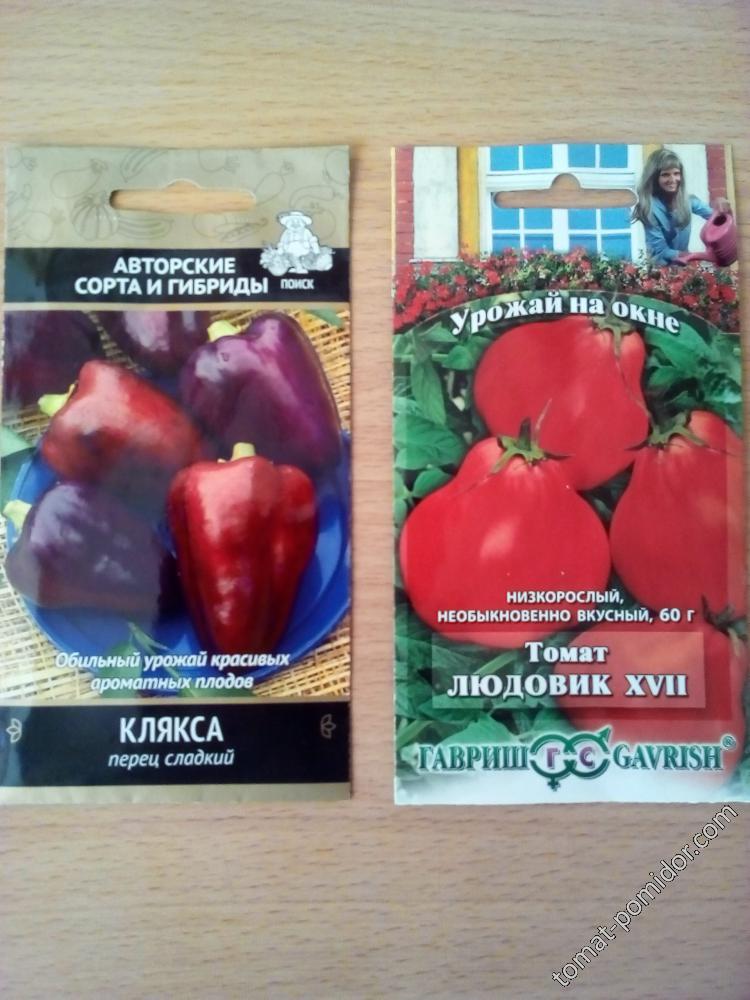 АВТОРСКИЕ
СОРТА И ГИБРИДЫ
ПОИСК
Обильный урожай красивых
ароматных плодов
КЛЯКСА
перец сладкий
Урожай на окне
НИЗКОРОСЛЫЙ,
НЕОБЫКНОВЕННО ВКУСНЫЙ, 60 г
Томат
ЛЮДОВИК XVII
ГАВРИШ ГС GAVRISH®
tomat-pomidor.com